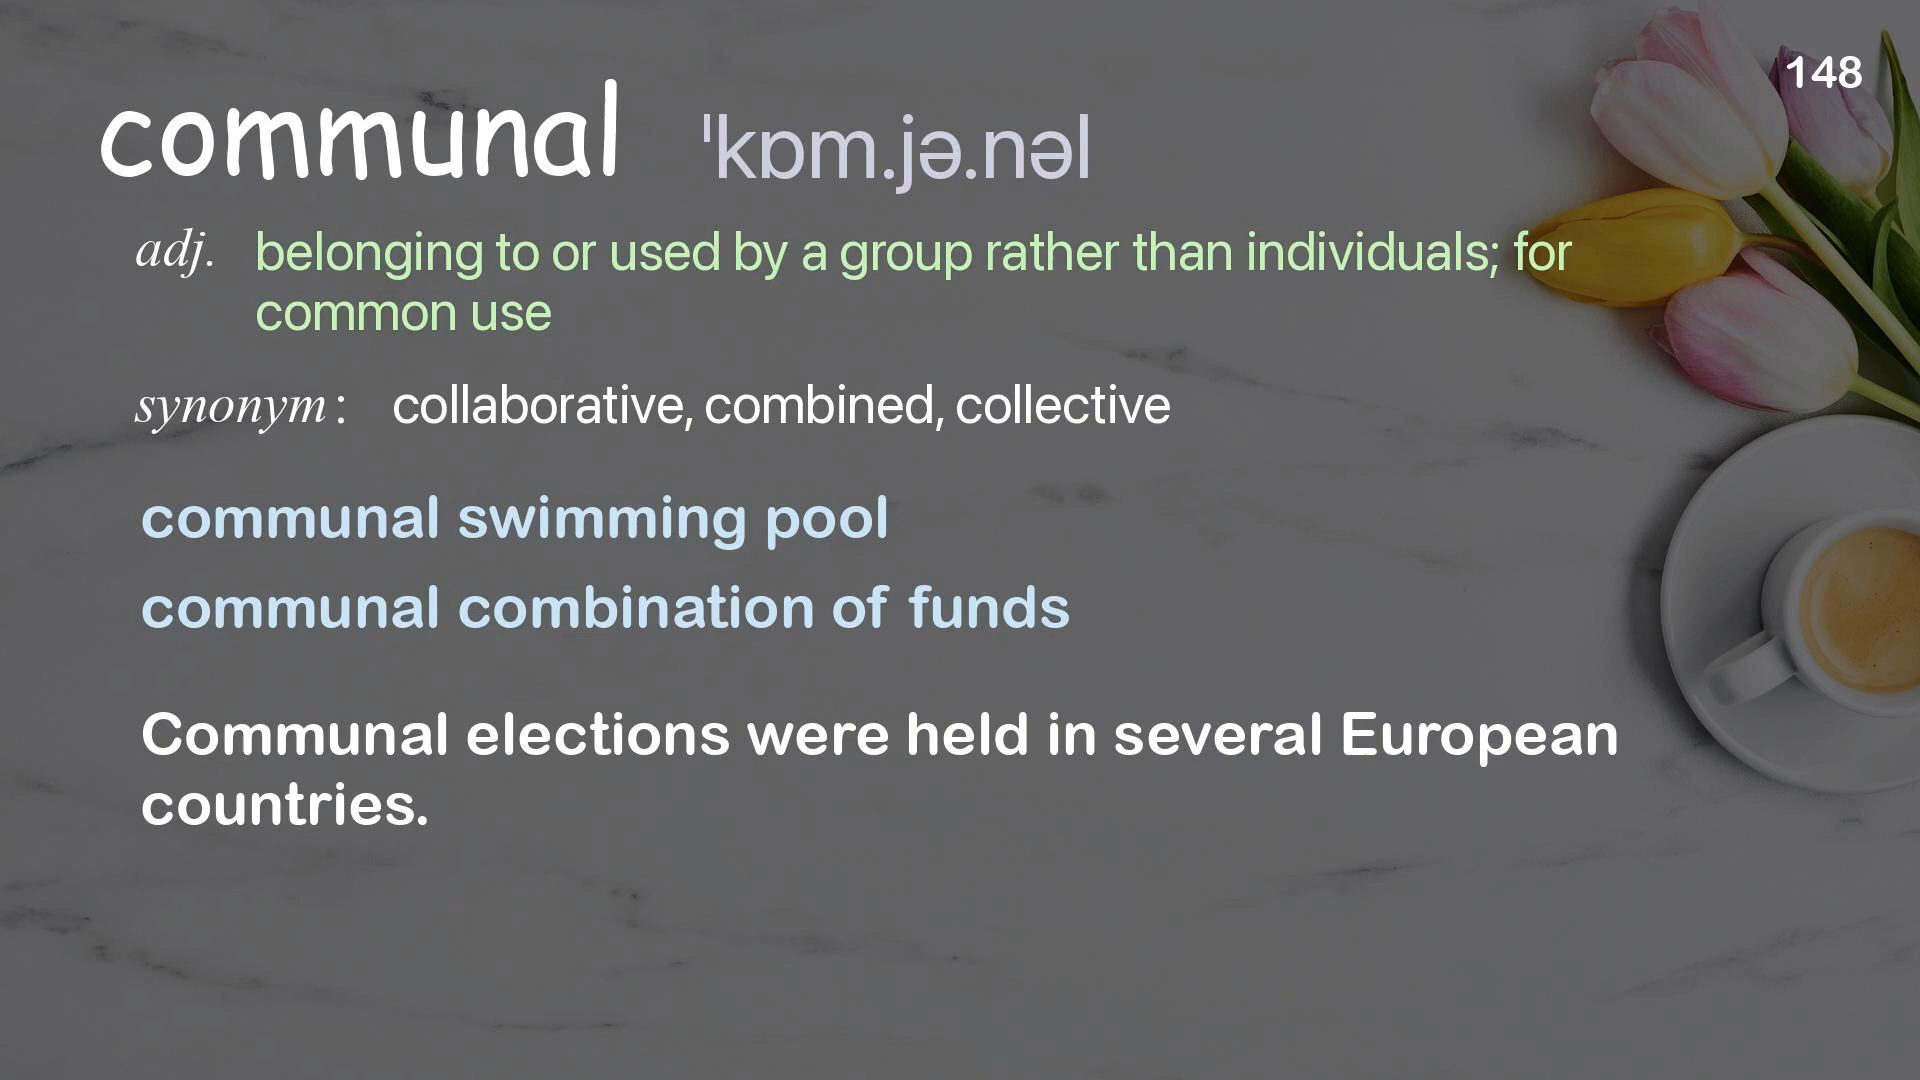 148
communal ˈkɒm.jə.nəl
adj. belonging to or used by a group rather than individuals; for
common use
synonym: collaborative, combined, collective
communal swimming pool
communal combination of funds
Communal elections were held in several European
countries.